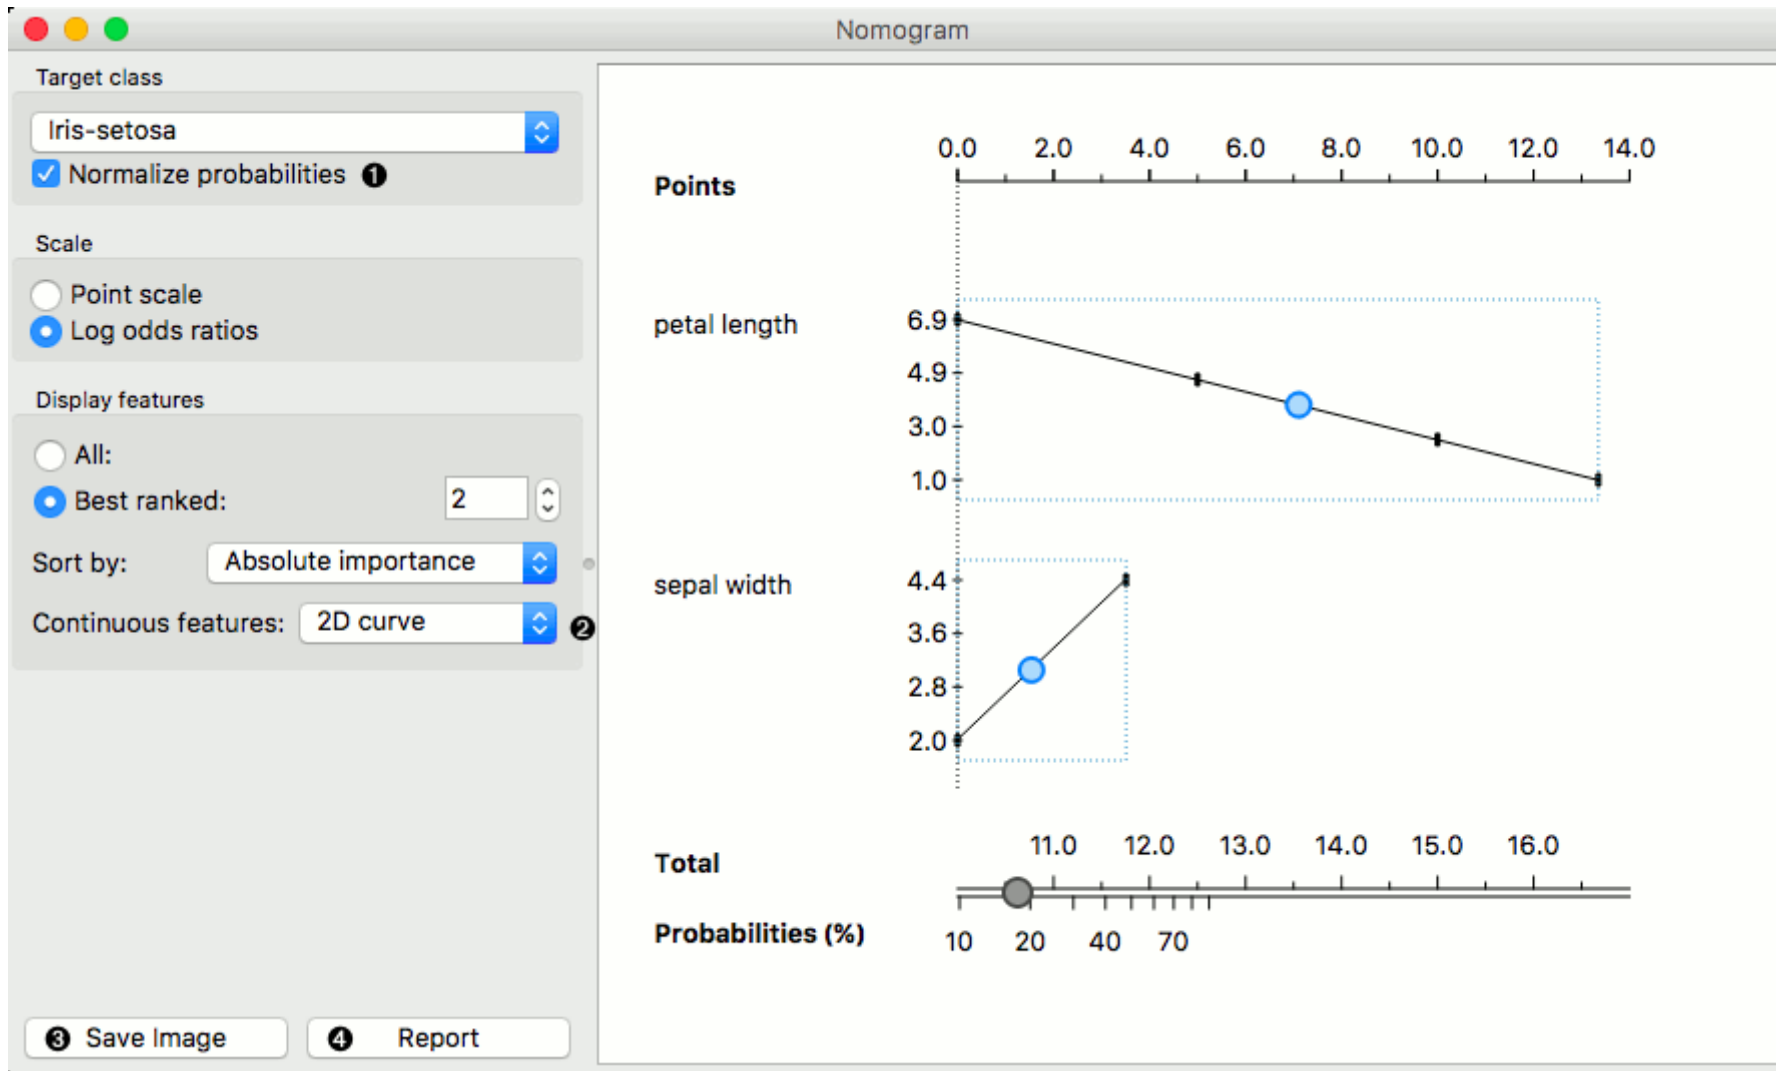 Nomogram
Target class
Iris-setosa
Normalize probabilities ❶
Scale
Point scale
Log odds ratios
Display features
All:
Best ranked: 2
Sort by: Absolute importance
Continuous features: 2D curve ❷
❸ Save Image
❹ Report
0.0 2.0 4.0 6.0 8.0 10.0 12.0 14.0
Points
petal length
6.9
4.9
3.0
1.0
sepal width
4.4
3.6
2.8
2.0
11.0 12.0 13.0 14.0 15.0 16.0
Total
Probabilities (%)
10 20 40 70